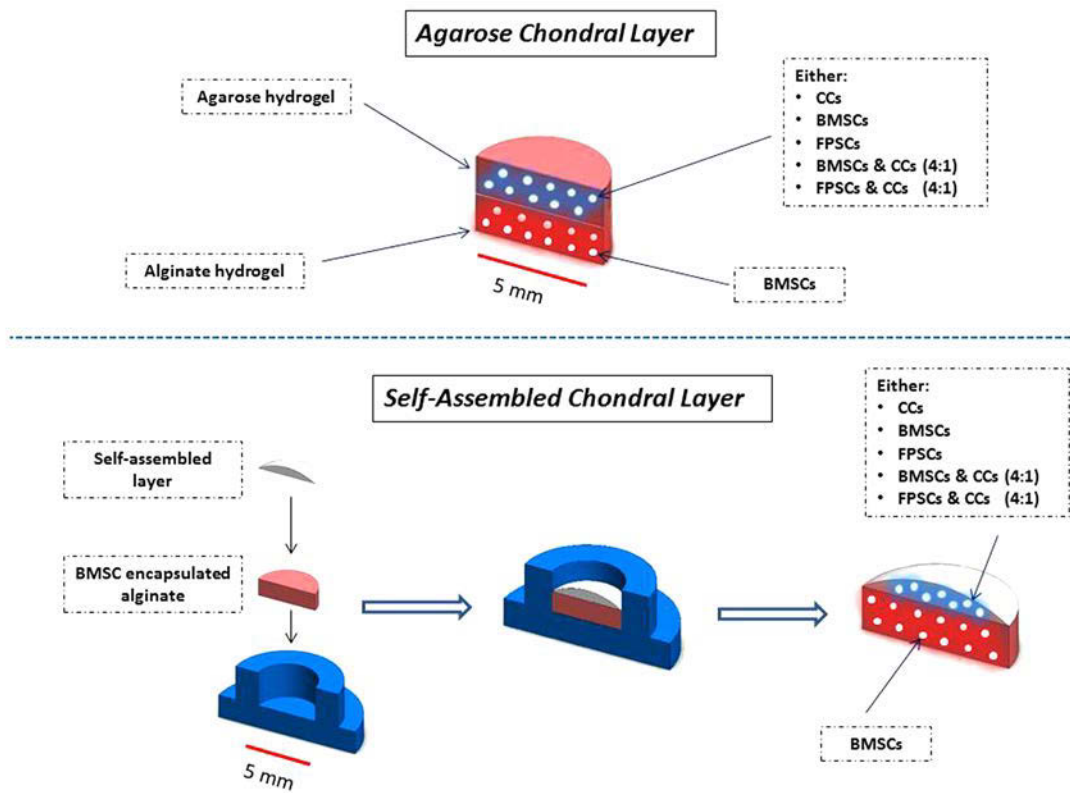 Agarose Chondral Layer
Agarose hydrogel
Alginate hydrogel
5 mm
Either:
• CCs
• BMSCs
• FPSCs
• BMSCs & CCs (4:1)
• FPSCs & CCs (4:1)
BMSCs
Self-Assembled Chondral Layer
Self-assembled
layer
BMSC encapsulated
alginate
5 mm
Either:
• CCs
• BMSCs
• FPSCs
• BMSCs & CCs (4:1)
• FPSCs & CCs (4:1)
BMSCs